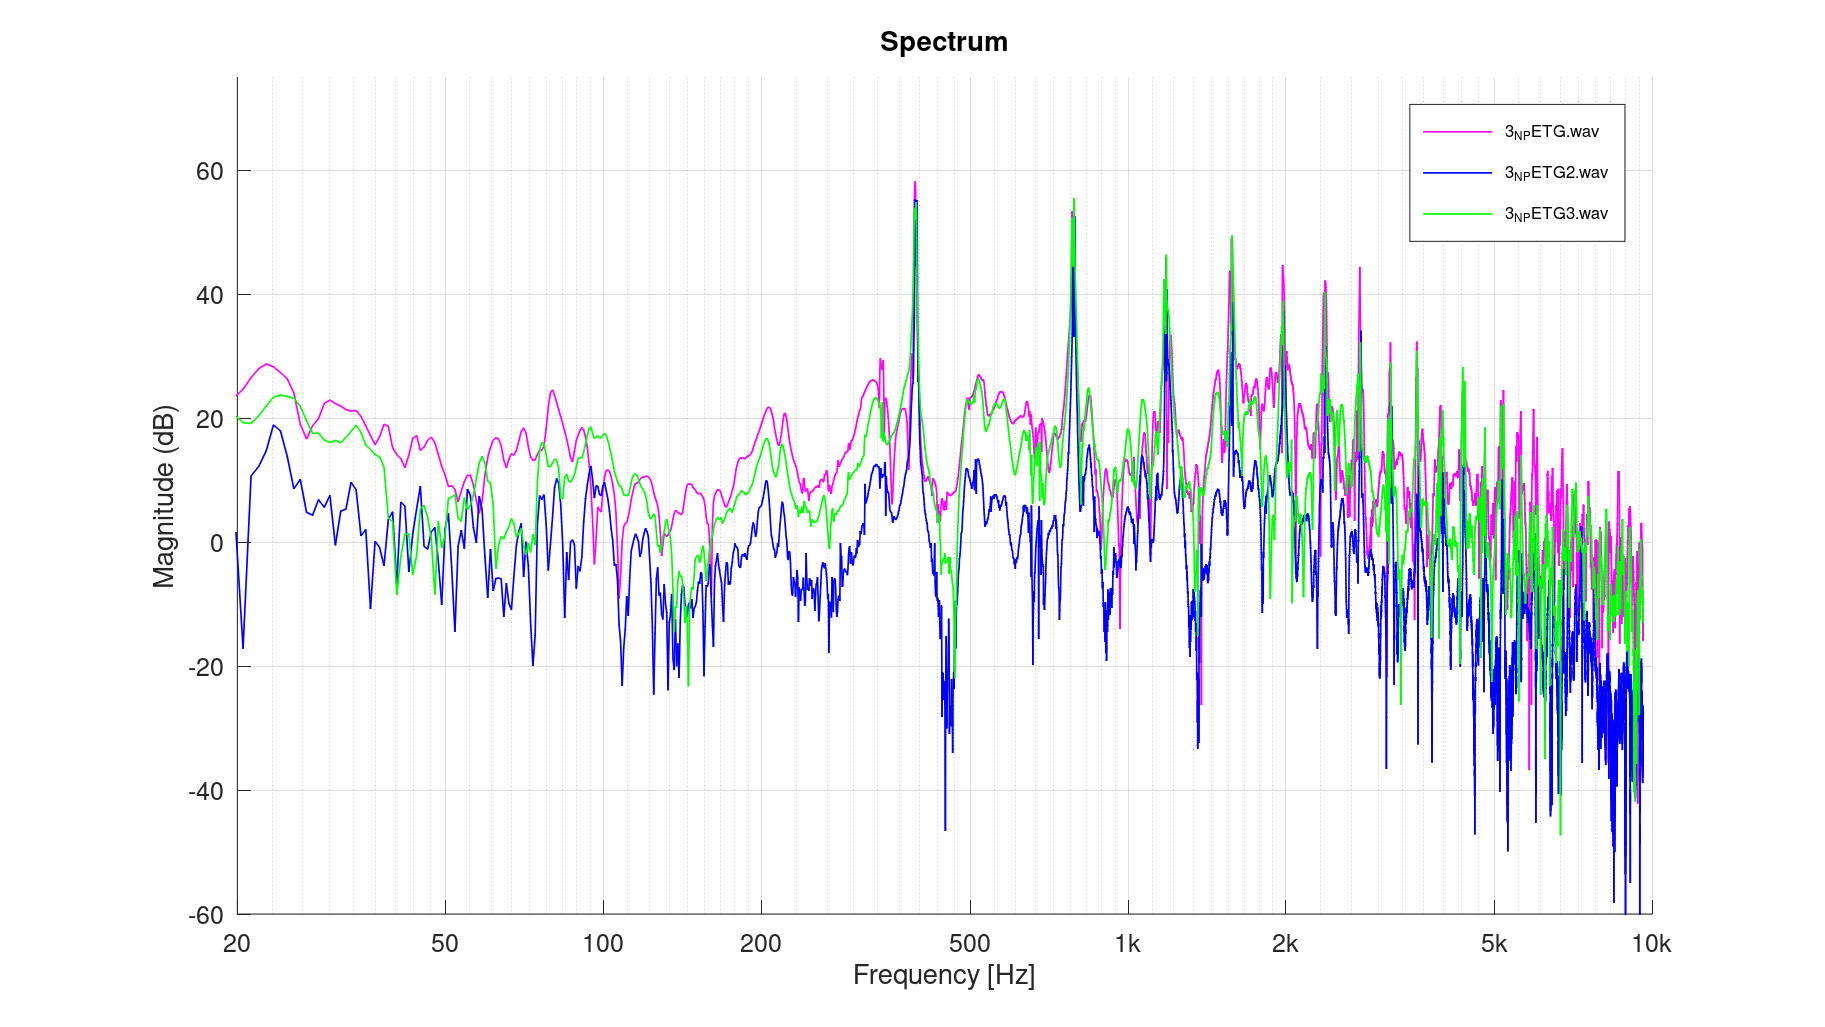 Spectrum
3NPETG.wav
3NPETG2.wav
3NPETG3.wav
Magnitude (dB)
60
40
20
0
-20
-40
-60
20 50 100 200 500 1k 2k 5k 10k
Frequency [Hz]